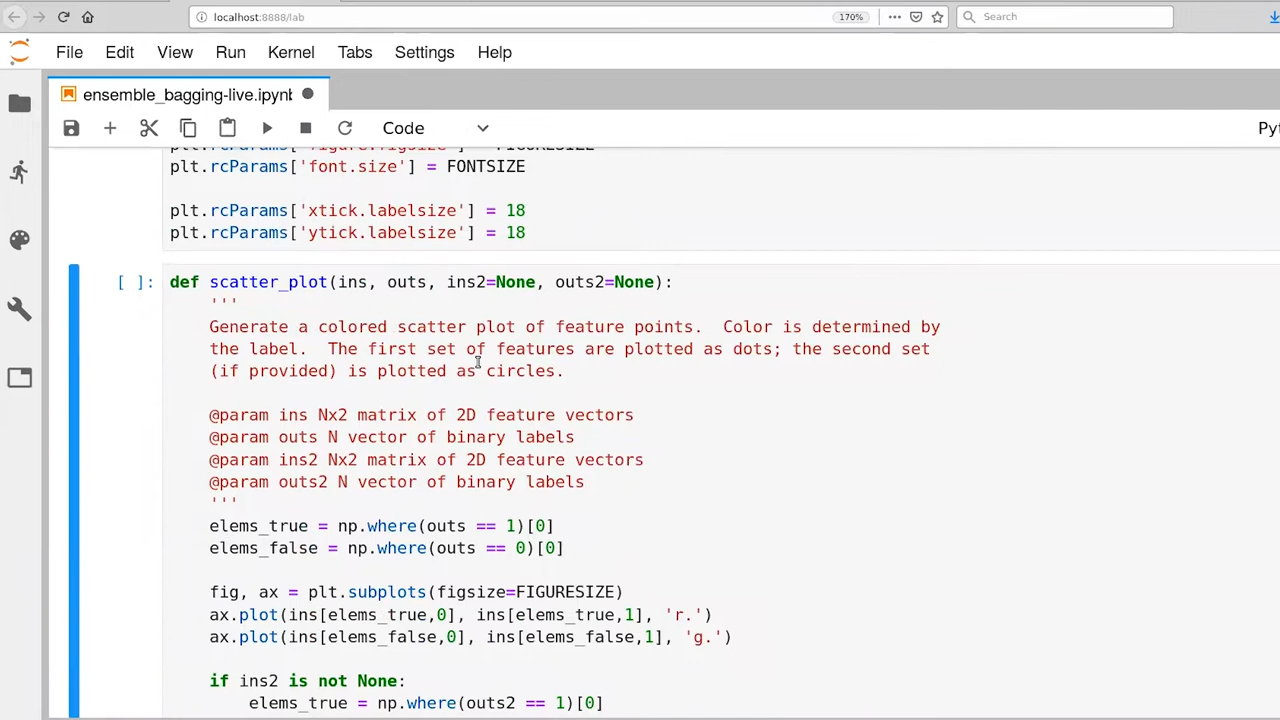 localhost:8888/lab
170%
Search
File Edit View Run Kernel Tabs Settings Help
ensemble_bagging-live.ipynb
Code
plt.rcParams['figure.figsize'] = FIGURESIZE
plt.rcParams['font.size'] = FONTSIZE
plt.rcParams['xtick.labelsize'] = 18
plt.rcParams['ytick.labelsize'] = 18
[ ]: def scatter_plot(ins, outs, ins2=None, outs2=None):
'''
Generate a colored scatter plot of feature points.  Color is determined by
the label.  The first set of features are plotted as dots; the second set
(if provided) is plotted as circles.
@param ins Nx2 matrix of 2D feature vectors
@param outs N vector of binary labels
@param ins2 Nx2 matrix of 2D feature vectors
@param outs2 N vector of binary labels
'''
elems_true = np.where(outs == 1)[0]
elems_false = np.where(outs == 0)[0]
fig, ax = plt.subplots(figsize=FIGURESIZE)
ax.plot(ins[elems_true,0], ins[elems_true,1], 'r.')
ax.plot(ins[elems_false,0], ins[elems_false,1], 'g.')
if ins2 is not None:
elems_true = np.where(outs2 == 1)[0]